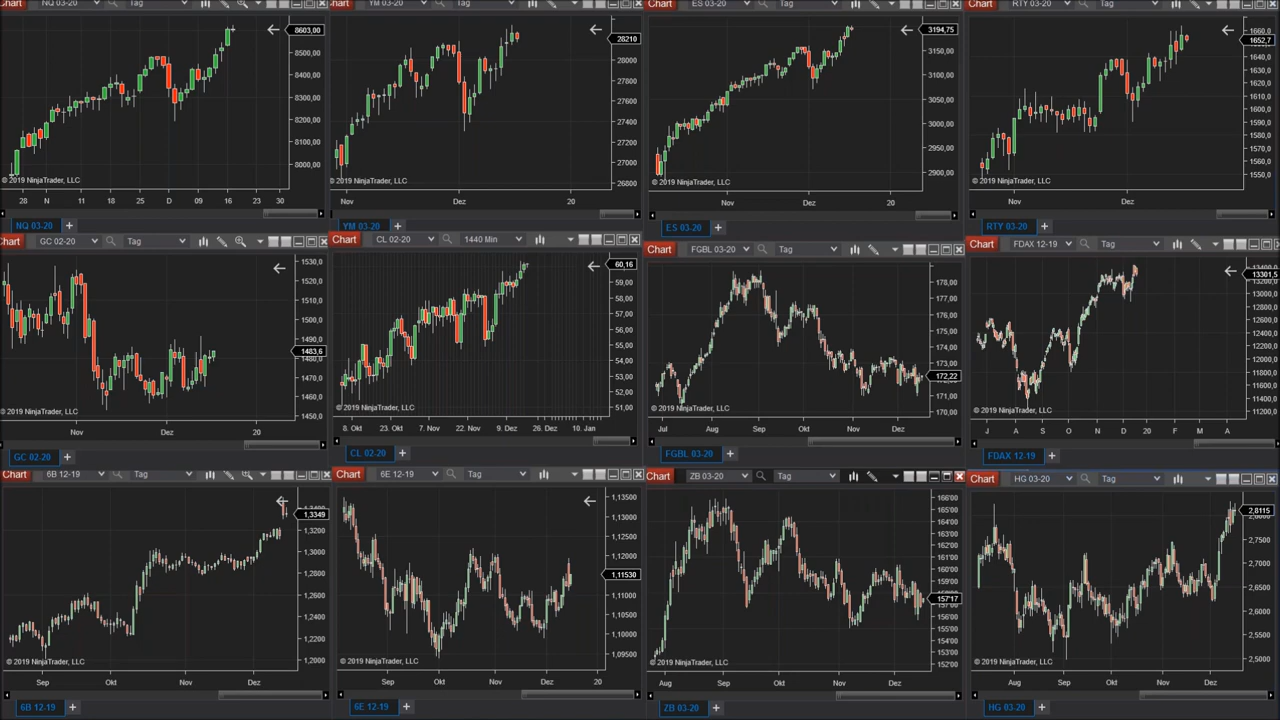 Chart NQ 03-20 Tag
8603,00
8500,00
8400,00
8300,00
8200,00
8100,00
8000,00
© 2019 NinjaTrader, LLC
28 N 11 18 25 D 09 16 23 30
NQ 03-20 +
Chart YM 03-20 Tag
28210
28000
27600
27400
27000
26800
© 2019 NinjaTrader, LLC
Nov Dez 20
YM 03-20 +
Chart ES 03-20 Tag
3194,75
3150,00
3100,00
3050,00
3000,00
2950,00
2900,00
© 2019 NinjaTrader, LLC
Nov Dez 20
ES 03-20 +
Chart RTY 03-20 Tag
1660,0
1652,7
1640,0
1630,0
1620,0
1610,0
1600,0
1590,0
1580,0
1560,0
1550,0
© 2019 NinjaTrader, LLC
Nov Dez
RTY 03-20 +
Chart GC 02-20 Tag
1530,0
1520,0
1510,0
1500,0
1490,0
1483,6
1470,0
1460,0
1450,0
© 2019 NinjaTrader, LLC
Nov Dez 20
GC 02-20 +
Chart CL 02-20 1440 Min
60,16
59,00
57,00
56,00
55,00
54,00
53,00
52,00
51,00
© 2019 NinjaTrader, LLC
8. Okt 23. Okt 7. Nov 22. Nov 9. Dez 26. Dez 10. Jan
CL 02-20 +
Chart FGBL 03-20 Tag
178,00
177,00
176,00
175,00
173,00
172,22
171,00
170,00
© 2019 NinjaTrader, LLC
Jul Aug Sep Okt Nov Dez
FGBL 03-20 +
Chart FDAX 12-19 Tag
13400,0
13301,5
12800,0
12600,0
12400,0
12200,0
12000,0
11800,0
11600,0
11400,0
11200,0
© 2019 NinjaTrader, LLC
J A S O N D 20 F M A
FDAX 12-19 +
Chart 6B 12-19 Tag
1,3349
1,3200
1,3000
1,2800
1,2600
1,2400
1,2200
1,2000
© 2019 NinjaTrader, LLC
Sep Okt Nov Dez
6B 12-19 +
Chart 6E 12-19 Tag
1,13500
1,13000
1,12000
1,11530
1,11000
1,10500
1,10000
1,09500
© 2019 NinjaTrader, LLC
Sep Okt Nov Dez 20
6E 12-19 +
Chart ZB 03-20 Tag
166'00
165'00
164'00
163'00
162'00
161'00
160'00
159'00
157'17
157'00
156'00
155'00
154'00
153'00
152'00
© 2019 NinjaTrader, LLC
Aug Sep Okt Nov Dez
ZB 03-20 +
Chart HG 03-20 Tag
2,8115
2,7500
2,7000
2,6500
2,6000
2,5500
2,5000
© 2019 NinjaTrader, LLC
Aug Sep Okt Nov Dez
HG 03-20 +